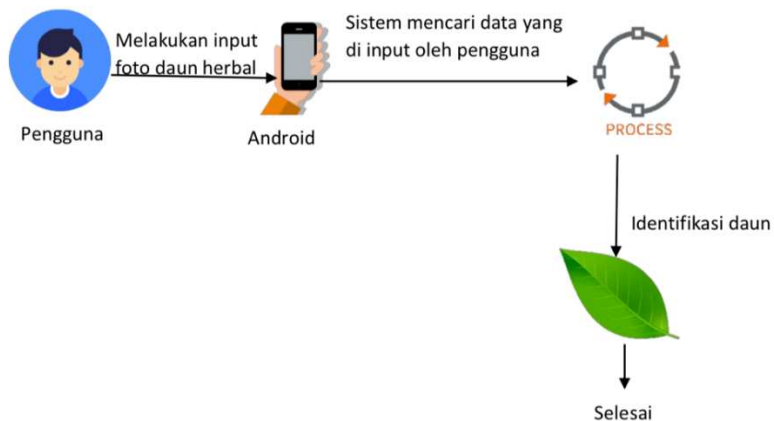 Melakukan input
foto daun herbal
Sistem mencari data yang
di input oleh pengguna
Pengguna
Android
PROCESS
Identifikasi daun
Selesai